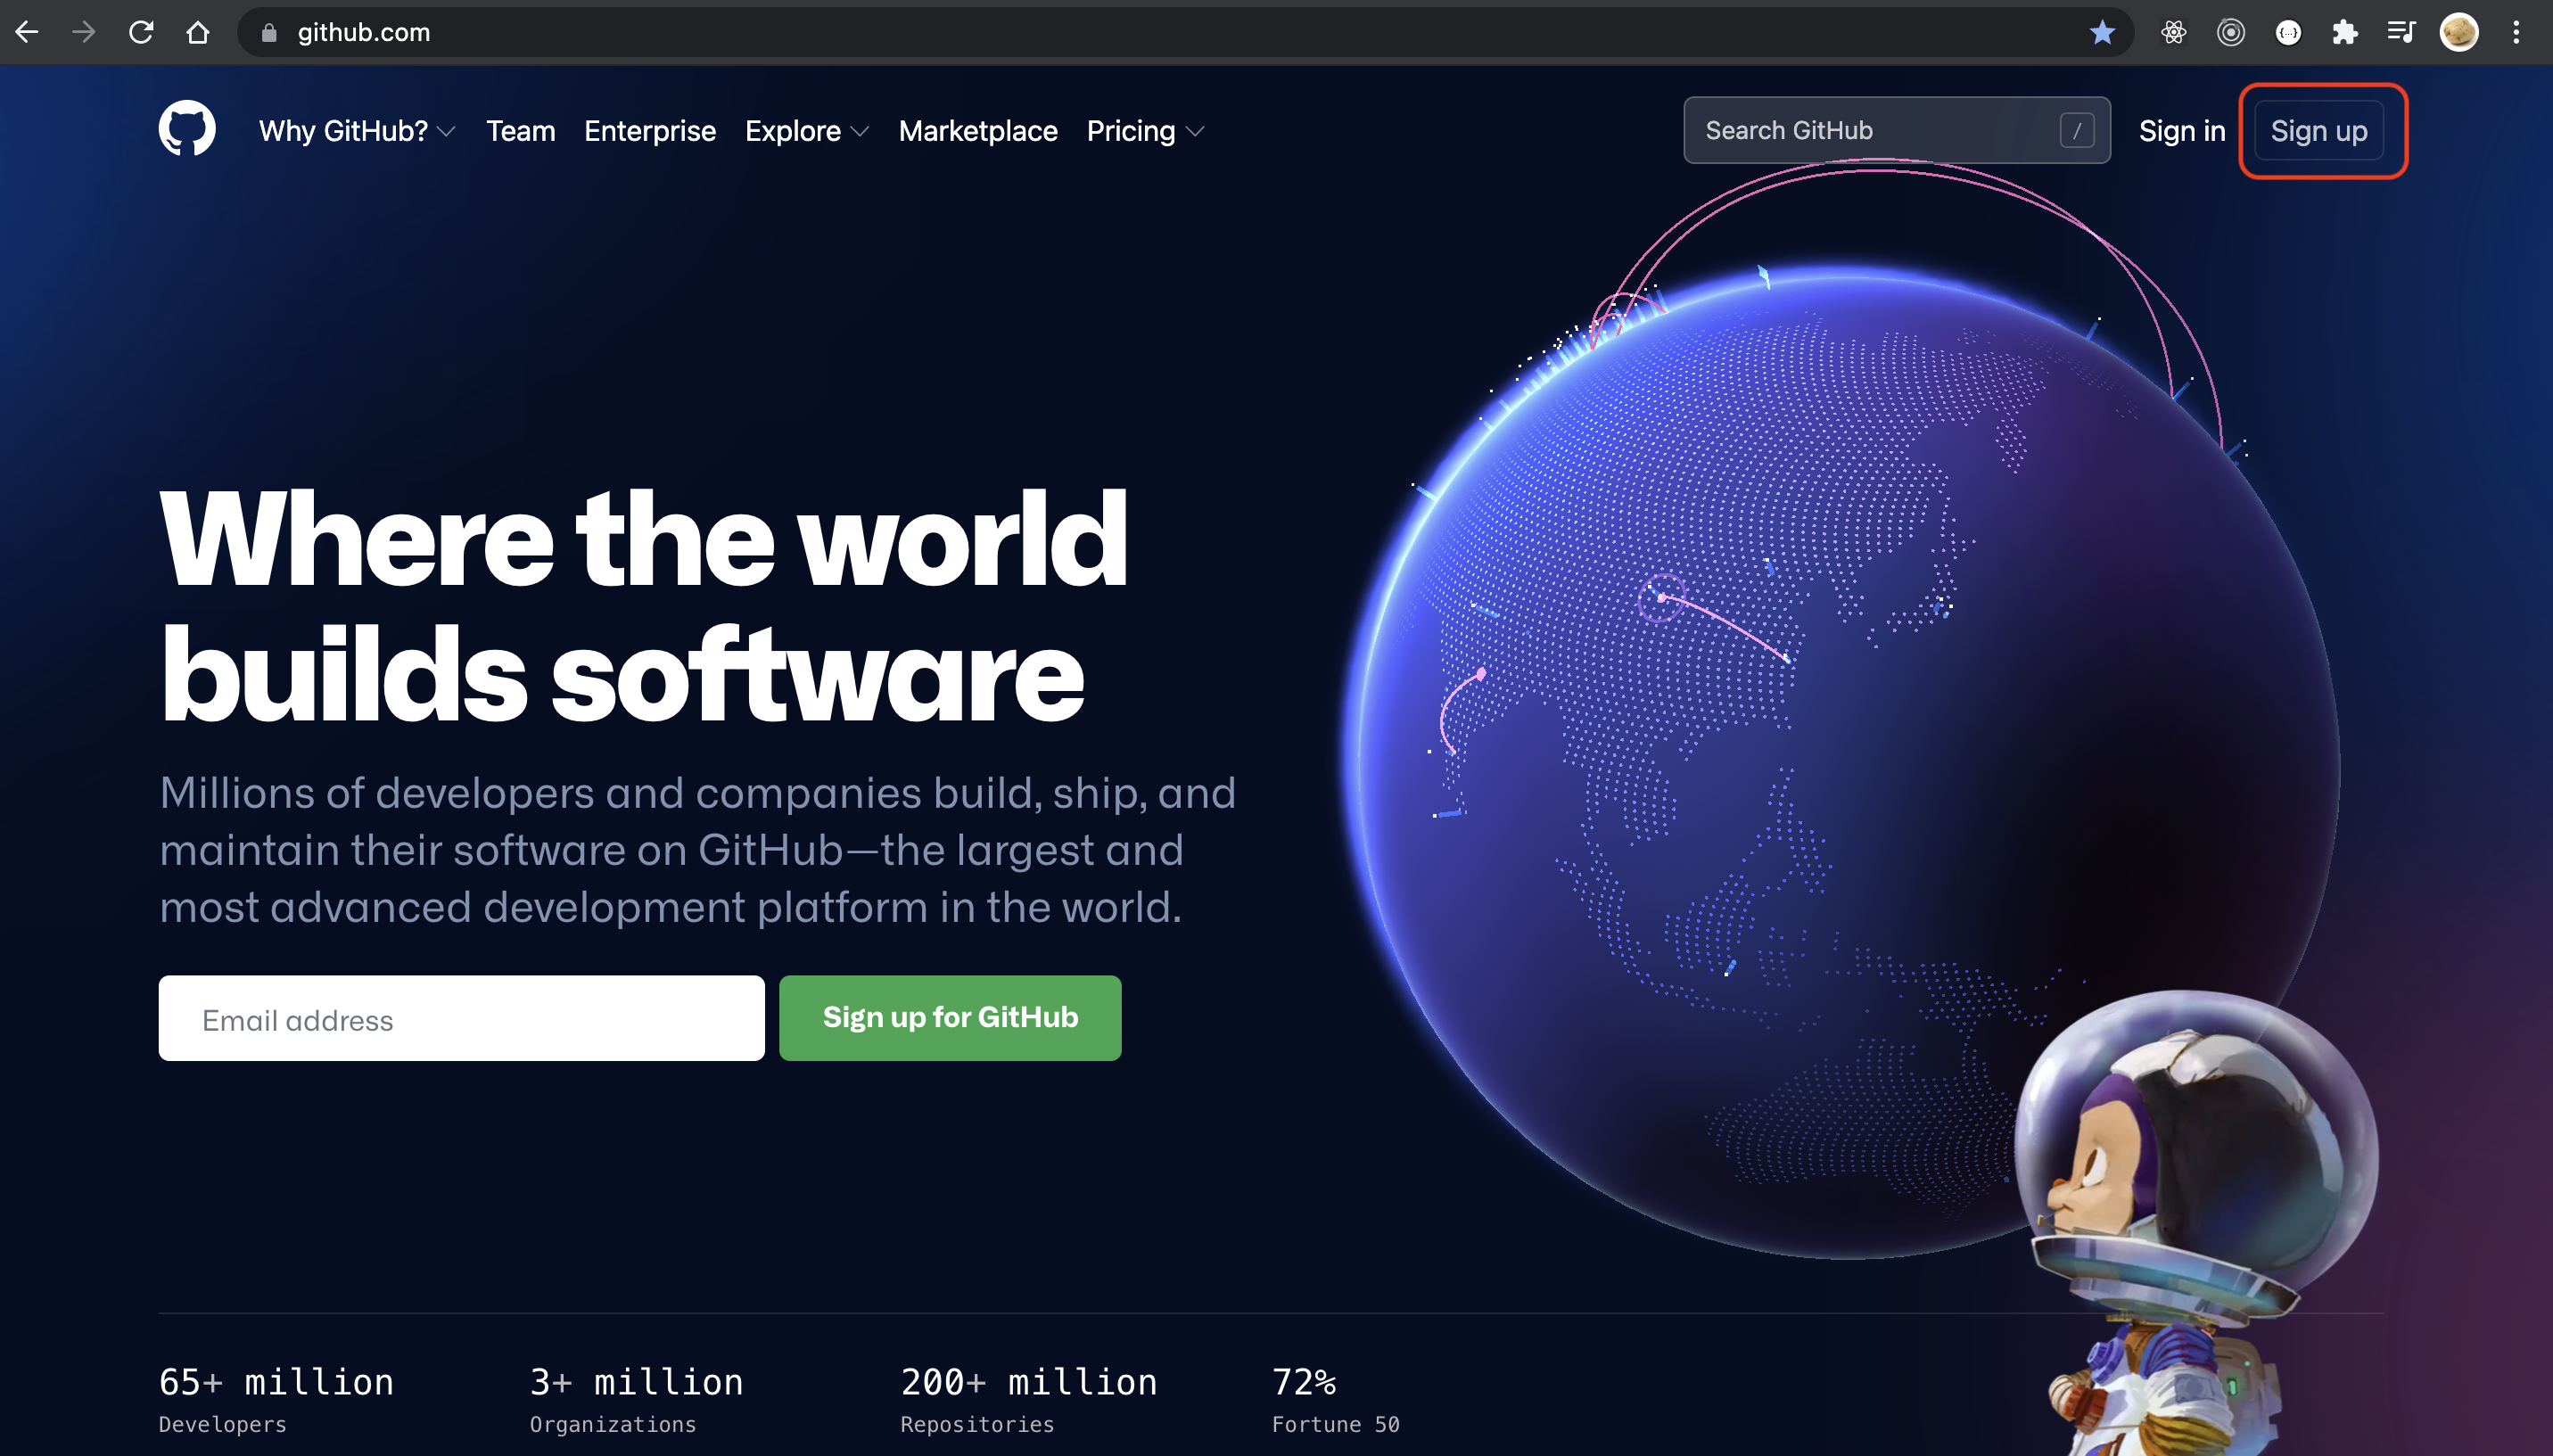 github.com
Why GitHub? Team Enterprise Explore Marketplace Pricing
Search GitHub /
Sign in
Sign up
Where the world
builds software
Millions of developers and companies build, ship, and
maintain their software on GitHub—the largest and
most advanced development platform in the world.
Email address
Sign up for GitHub
65+ million
Developers
3+ million
Organizations
200+ million
Repositories
72%
Fortune 50